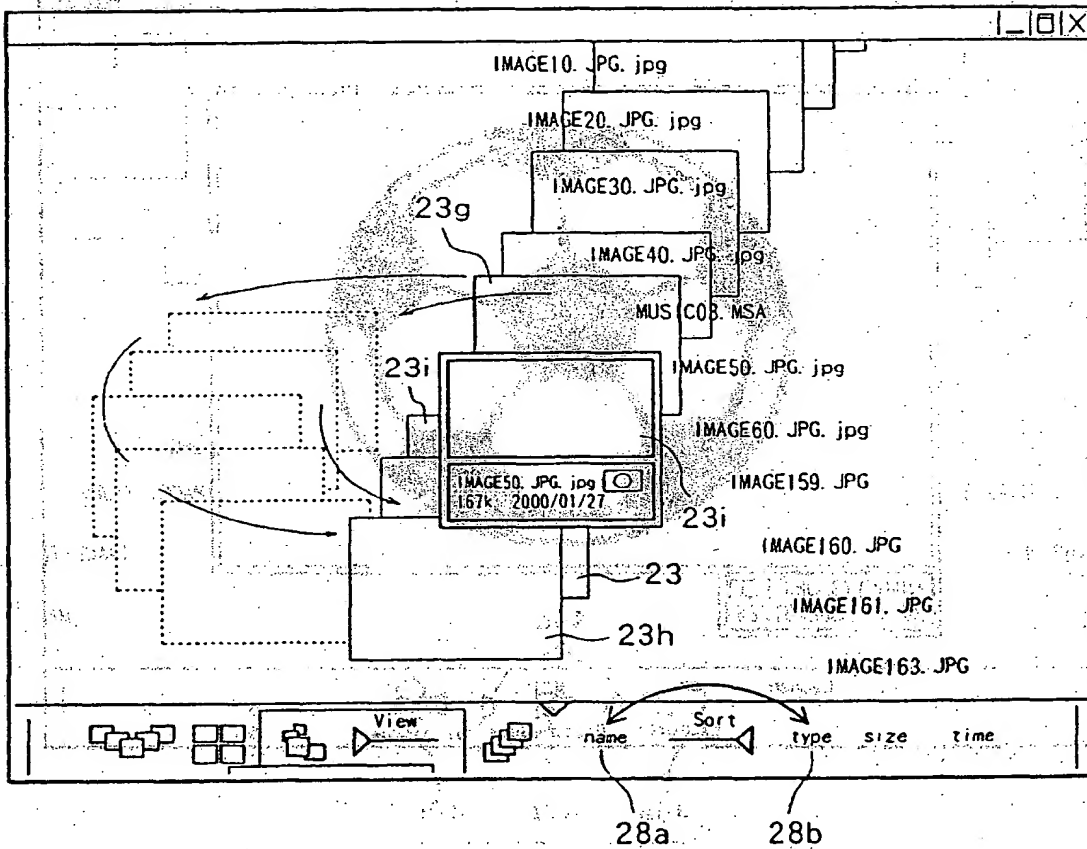 IMAGE10. JPG. jpg
IMAGE20. JPG. jpg
IMAGE30. JPG. jpg
23g
IMAGE40. JPG. jpg
MUSIC03. MSA
23i
IMAGE50. JPG. jpg
IMAGE60. JPG. jpg
IMAGE50. JPG. jpg
167k 2000/01/27
IMAGE159. JPG
23i
IMAGE160. JPG
23
IMAGE161. JPG
23h
IMAGE163. JPG
View
Sort
name type size time
28a 28b